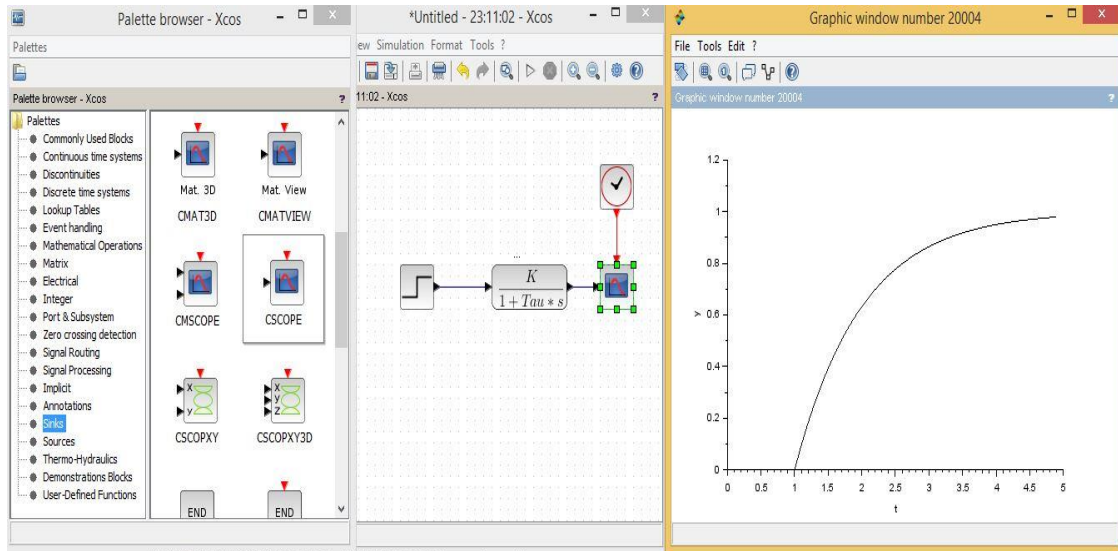 Palette browser - Xcos
Palettes
Palette browser - Xcos ?
Palettes
Commonly Used Blocks
Continuous time systems
Discontinuities
Discrete time systems
Lookup Tables
Event handling
Mathematical Operations
Matrix
Electrical
Integer
Port & Subsystem
Zero crossing detection
Signal Routing
Signal Processing
Implicit
Annotations
Sinks
Sources
Thermo-Hydraulics
Demonstrations Blocks
User-Defined Functions
Mat. 3D Mat. View
CMAT3D CMATVIEW
CMSCOPE CSCOPE
X Y X Y Z
CSCOPXY CSCOPXY3D
END END
*Untitled - 23:11:02 - Xcos
ew Simulation Format Tools ?
11:02 - Xcos ?
...
K
1 + Tau * s
Graphic window number 20004
File Tools Edit ?
Graphic window number 20004 ?
1.2
1
0.8
0.6
y
0.4
0.2
0
0 0.5 1 1.5 2 2.5 3 3.5 4 4.5 5
t